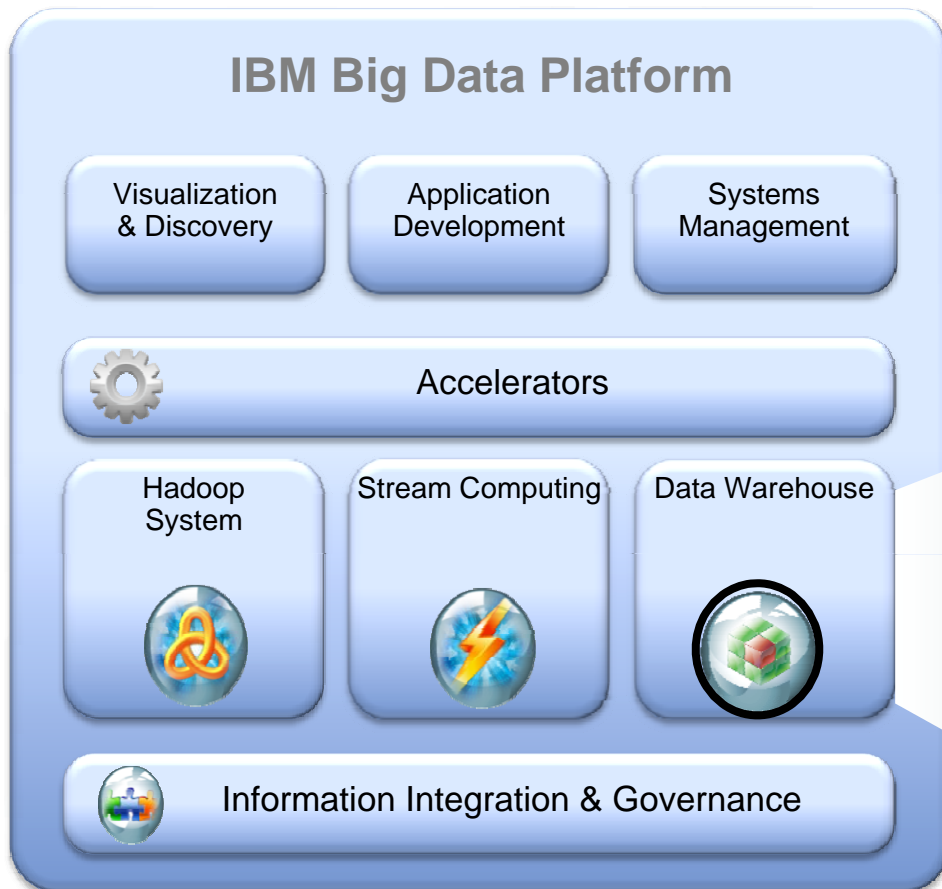 IBM Big Data Platform
Visualization
& Discovery
Application
Development
Systems
Management
Accelerators
Hadoop
System
Stream Computing
Data Warehouse
Information Integration & Governance